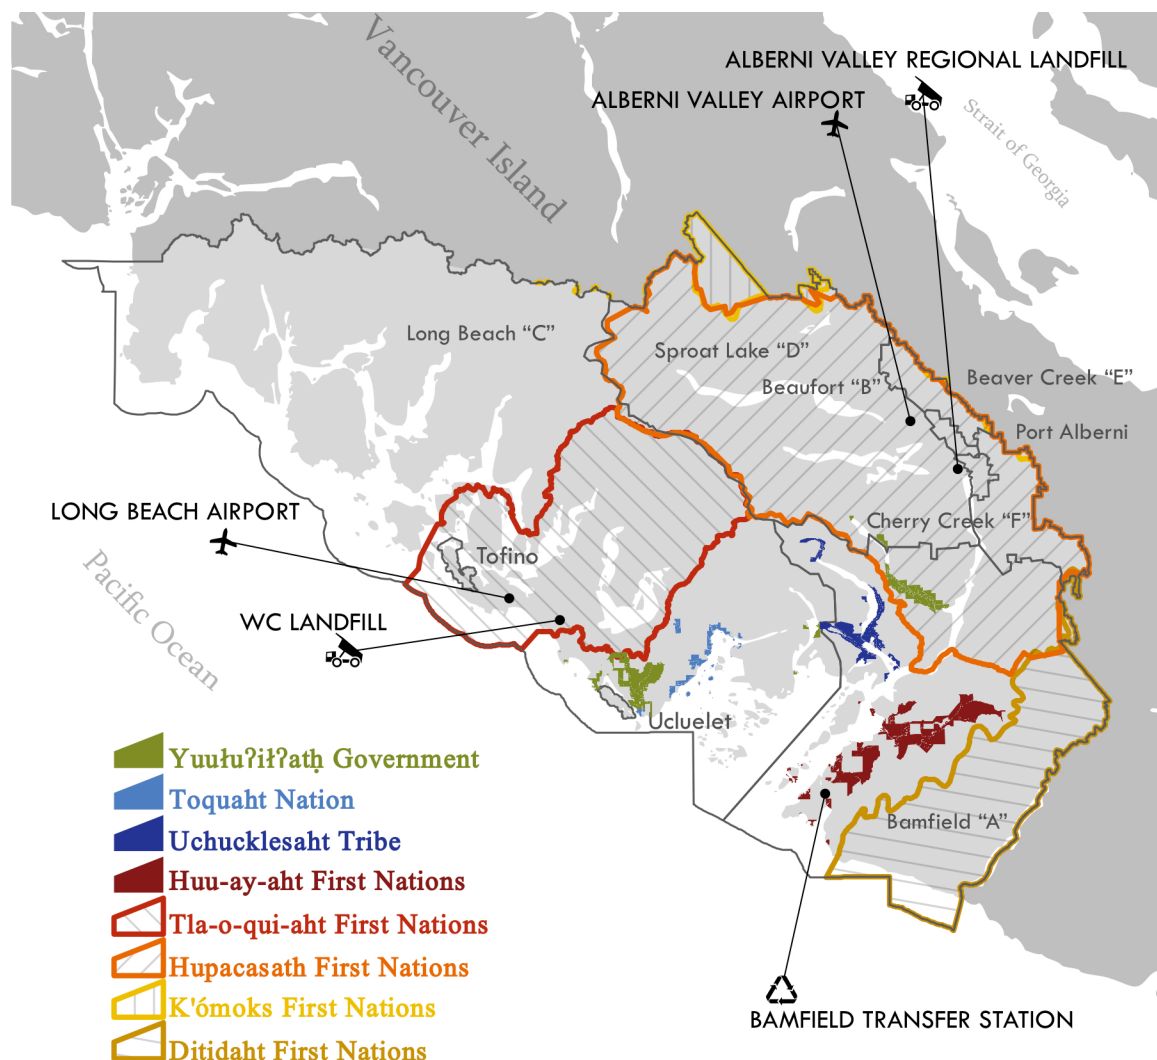 Vancouver Island
ALBERNI VALLEY REGIONAL LANDFILL
ALBERNI VALLEY AIRPORT
Strait of Georgia
Long Beach “C”
Sproat Lake “D”
Beaufort “B”
Beaver Creek “E”
Port Alberni
LONG BEACH AIRPORT
Cherry Creek “F”
Tofino
Pacific Ocean
WC LANDFILL
Ucluelet
Yuułuʔiłʔatḥ Government
Toquaht Nation
Uchucklesaht Tribe
Bamfield “A”
Huu-ay-aht First Nations
Tla-o-qui-aht First Nations
Hupacasath First Nations
K'ómoks First Nations
BAMFIELD TRANSFER STATION
Ditidaht First Nations